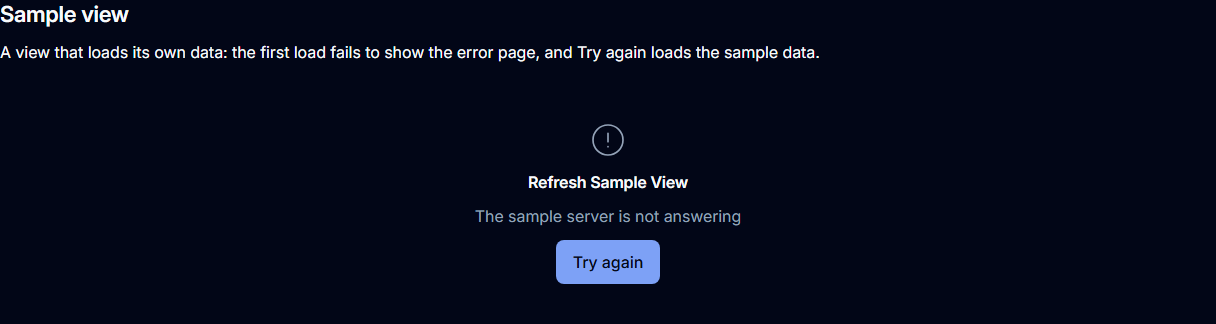 Sample view
A view that loads its own data: the first load fails to show the error page, and Try again loads the sample data.
Refresh Sample View
The sample server is not answering
Try again